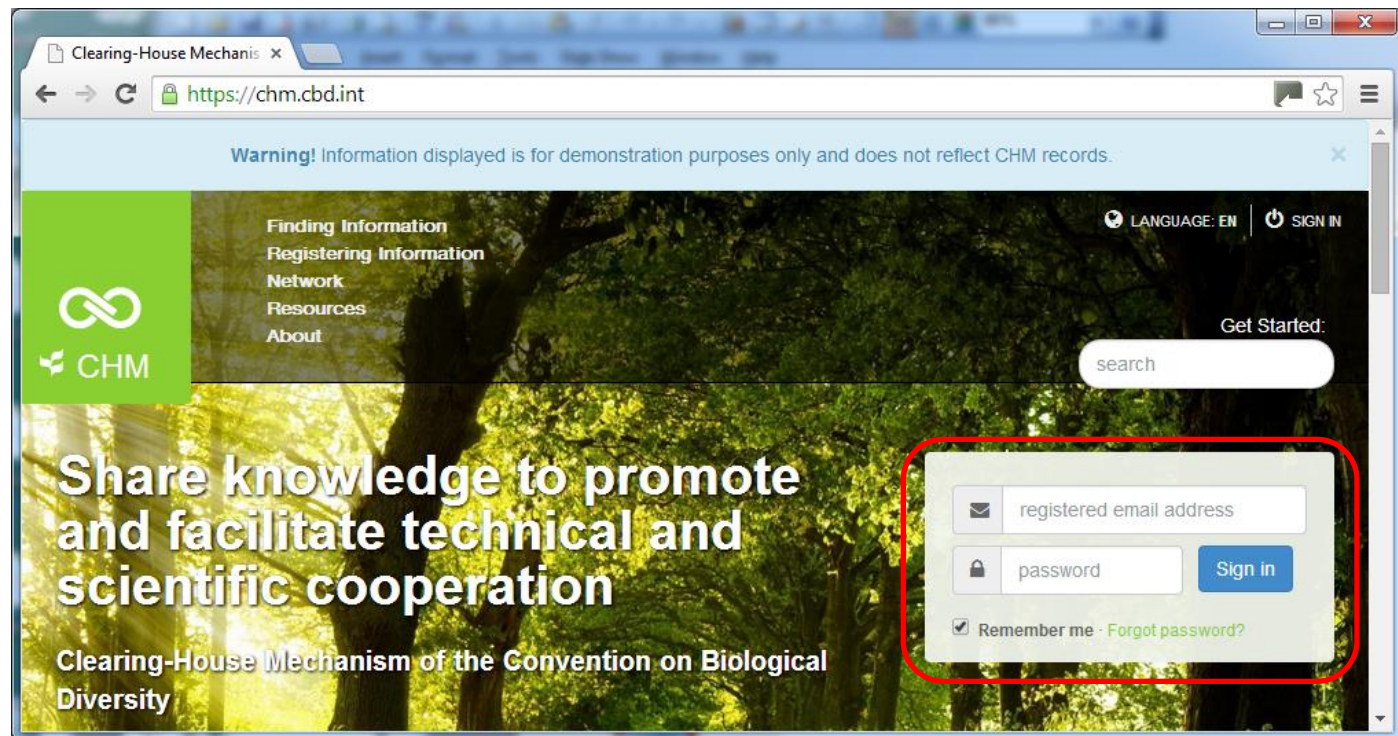 Clearing-House Mechanis
https://chm.cbd.int
Warning! Information displayed is for demonstration purposes only and does not reflect CHM records.
Finding Information
Registering Information
Network
Resources
About
LANGUAGE: EN
SIGN IN
CHM
Get Started:
search
Share knowledge to promote
and facilitate technical and
scientific cooperation
Clearing-House Mechanism of the Convention on Biological
Diversity
registered email address
password
Sign in
Remember me · Forgot password?